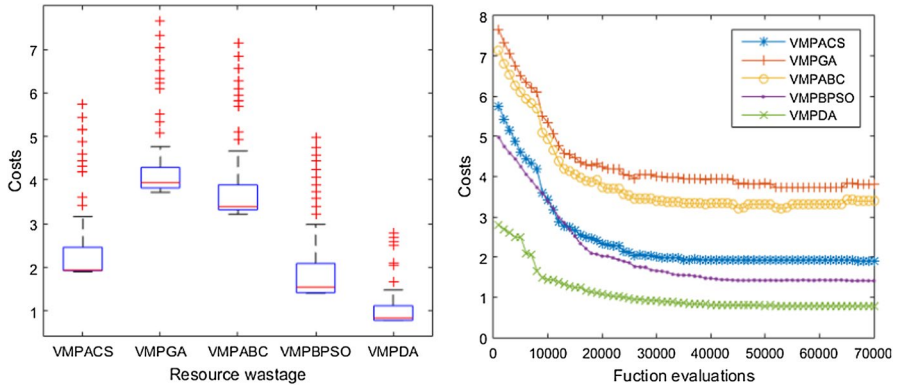 Costs
7
6
5
4
3
2
1
VMPACS VMPGA VMPABC VMPBPSO VMPDA
Resource wastage
Costs
8
7
6
5
4
3
2
1
0
0 10000 20000 30000 40000 50000 60000 70000
Fuction evaluations
VMPACS
VMPGA
VMPABC
VMPBPSO
VMPDA